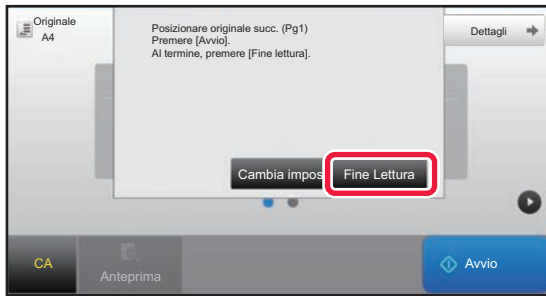 Originale
A4
Posizionare originale succ. (Pg1)
Premere [Avvio].
Al termine, premere [Fine lettura].
Dettagli
Cambia impos
Fine Lettura
CA
Anteprima
Avvio